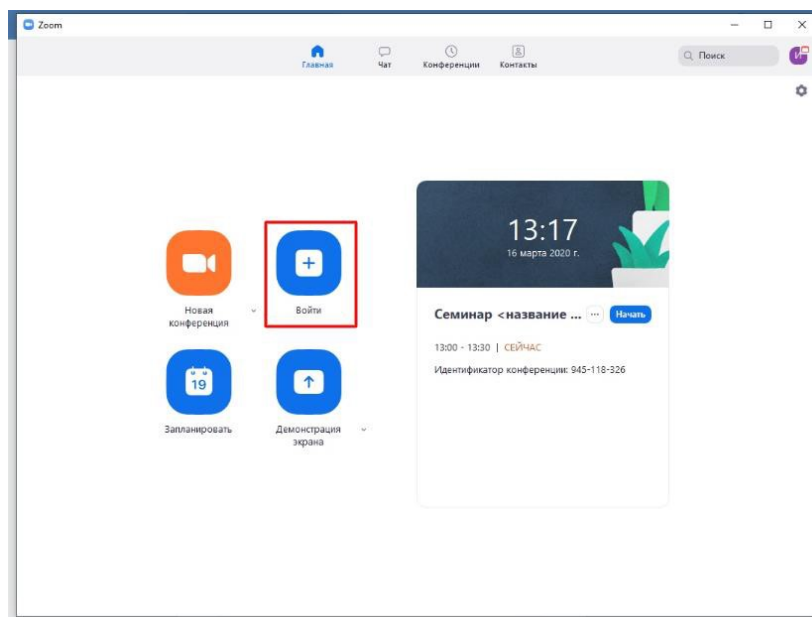 Zoom
Главная
Чат
Конференции
Контакты
Поиск
И
Новая
конференция
Войти
19
Запланировать
Демонстрация
экрана
13:17
16 марта 2020 г.
Семинар <название ... ... Начать
13:00 - 13:30 | СЕЙЧАС
Идентификатор конференции: 945-118-326